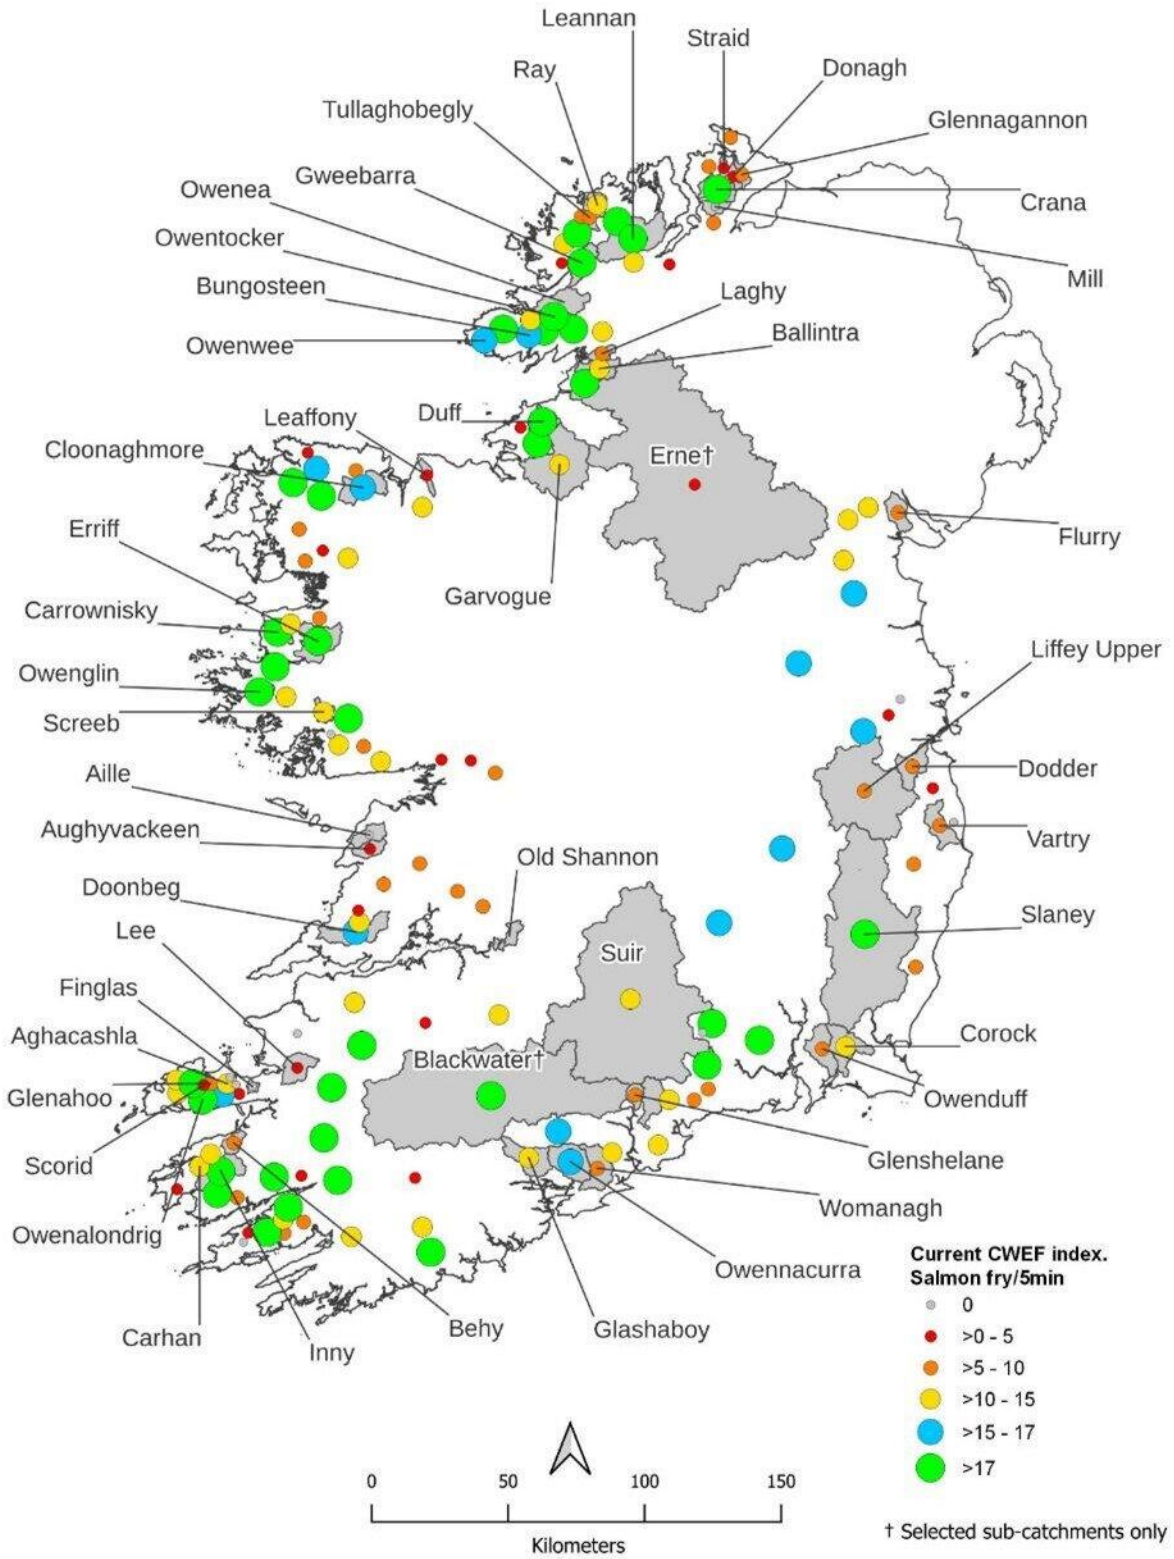 Leannan
Straid
Ray
Donagh
Tullaghobegly
Glennagannon
Gweebarra
Owenea
Crana
Owentocker
Mill
Bungosteen
Laghy
Ballintra
Owenwee
Leaffony
Duff
Cloonaghmore
Erne†
Erriff
Flurry
Garvogue
Carrownisky
Liffey Upper
Owenglin
Screeb
Aille
Dodder
Aughyvackeen
Vartry
Old Shannon
Doonbeg
Slaney
Lee
Suir
Finglas
Aghacashla
Corock
Blackwater†
Glenahoo
Owenduff
Scorid
Glenshelane
Womanagh
Owenalondrig
Owennacurra
Carhan
Inny
Behy
Glashaboy
Current CWEF index.
Salmon fry/5min
0
>0 - 5
>5 - 10
>10 - 15
>15 - 17
>17
0 50 100 150
Kilometers
† Selected sub-catchments only